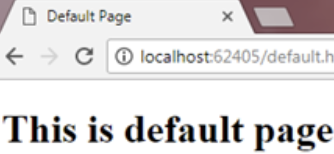 Default Page
localhost:62405/default.h
This is default page